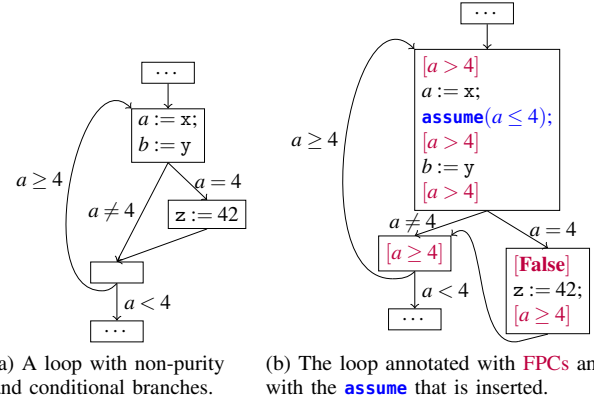 ...
a := x;
b := y
a ≥ 4
a ≠ 4
a = 4
z := 42
a < 4
...
(a) A loop with non-purity
and conditional branches.
...
[a > 4]
a := x;
assume(a ≤ 4);
[a > 4]
b := y
[a > 4]
a ≥ 4
a ≠ 4
a = 4
[a ≥ 4]
[False]
z := 42;
[a ≥ 4]
a < 4
...
(b) The loop annotated with FPCs an
with the assume that is inserted.